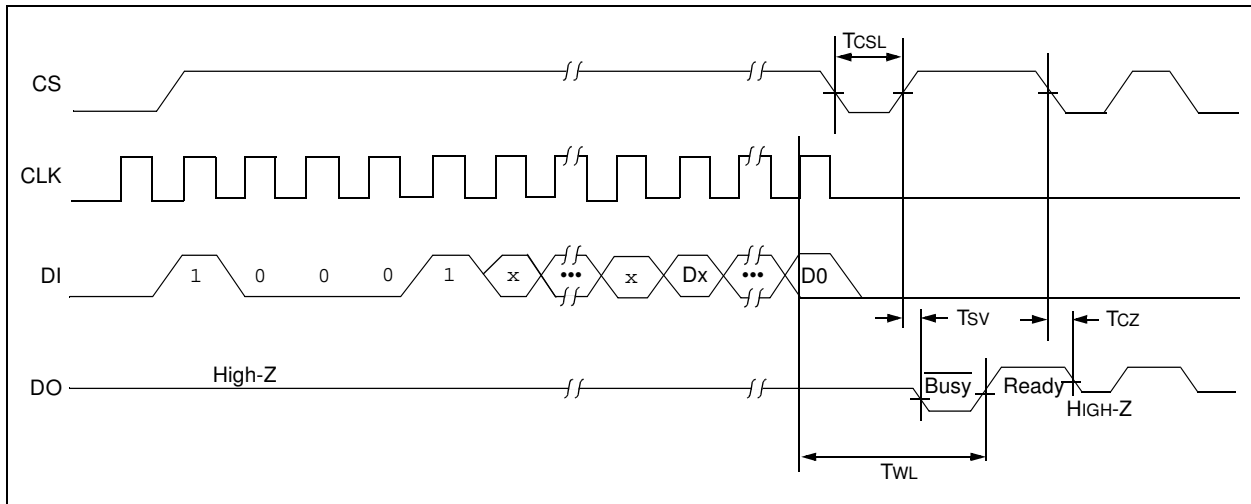 TCSL
CS
CLK
DI
1 0 0 0 1 x ••• x Dx ••• D0
TSV
TCZ
High-Z
DO
Busy
Ready
HIGH-Z
TWL